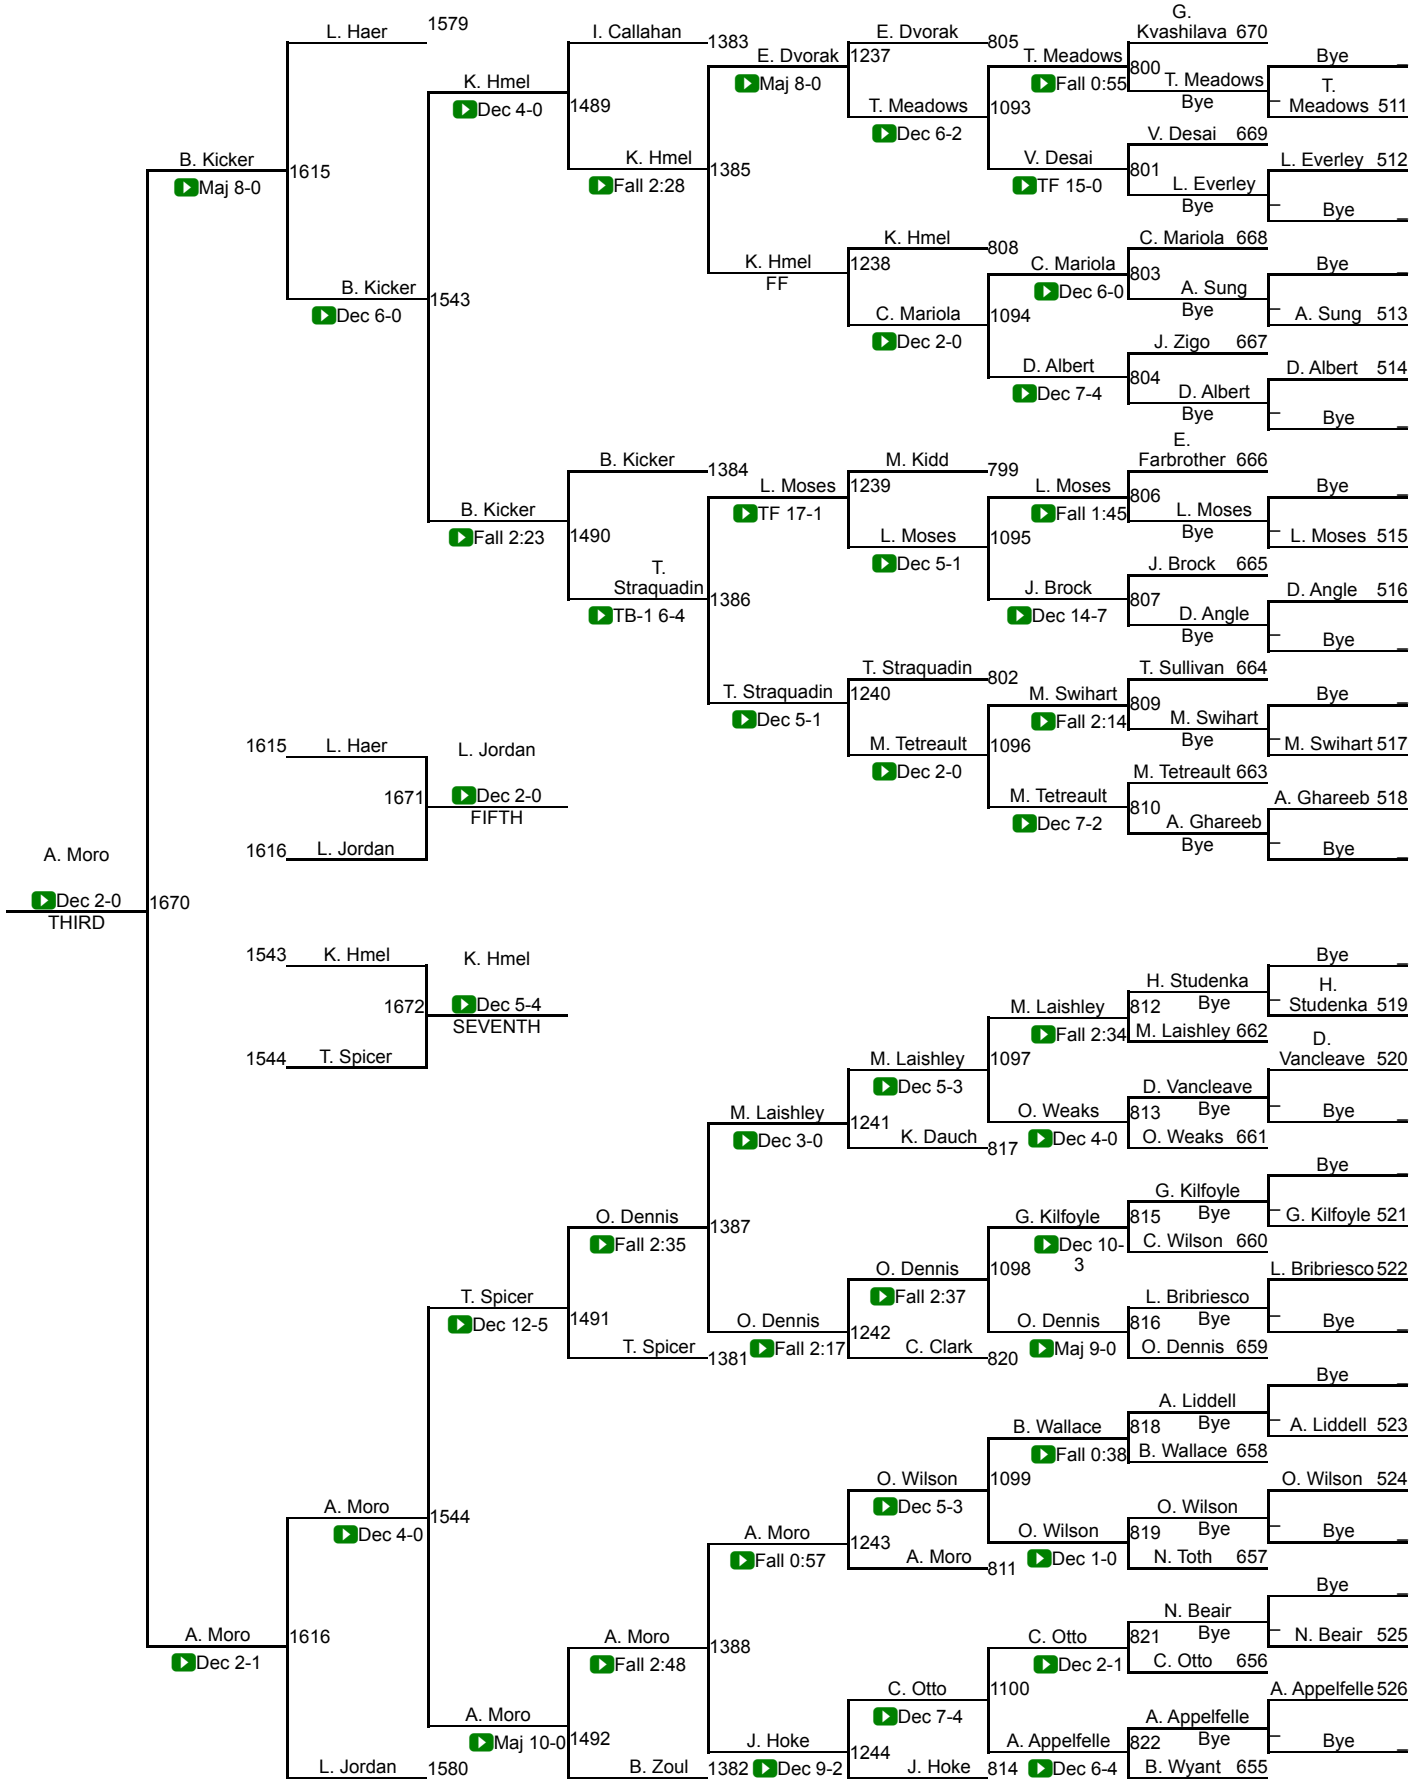 G.
L. Haer 1579 I. Callahan 1383 E. Dvorak 805 Kvashilava 670
E. Dvorak 1237 T. Meadows 800 Bye
K. Hmel Maj 8-0 Fall 0:55 T. Meadows T.
Dec 4-0 1489 T. Meadows 1093 Bye Meadows 511
Dec 6-2 V. Desai 669
B. Kicker 1615 K. Hmel 1385 V. Desai 801 L. Everley 512
Maj 8-0 Fall 2:28 TF 15-0 L. Everley
Bye Bye
K. Hmel 808 C. Mariola 668
K. Hmel 1238 C. Mariola 803 Bye
FF Dec 6-0 A. Sung
B. Kicker 1543 C. Mariola 1094 Bye A. Sung 513
Dec 6-0 Dec 2-0 J. Zigo 667
D. Albert 804 D. Albert 514
Dec 7-4 D. Albert
Bye Bye
E.
B. Kicker 1384 M. Kidd 799 Farbrother 666
L. Moses 1239 L. Moses 806 Bye
B. Kicker TF 17-1 Fall 1:45 L. Moses
Fall 2:23 1490 L. Moses 1095 Bye L. Moses 515
T. Dec 5-1 J. Brock 665
Straquadin 1386 J. Brock 807 D. Angle 516
TB-1 6-4 Dec 14-7 D. Angle
Bye Bye
T. Straquadin 802 T. Sullivan 664
T. Straquadin 1240 M. Swihart 809 Bye
Dec 5-1 Fall 2:14 M. Swihart
1615 L. Haer L. Jordan M. Tetreault 1096 Bye M. Swihart 517
Dec 2-0 M. Tetreault 663
1671 Dec 2-0 M. Tetreault 810 A. Ghareeb 518
FIFTH Dec 7-2 A. Ghareeb
1616 L. Jordan Bye Bye
A. Moro
Dec 2-0 1670
THIRD
1543 K. Hmel K. Hmel Bye
H. Studenka H.
1672 Dec 5-4 M. Laishley 812 Bye Studenka 519
SEVENTH Fall 2:34 M. Laishley 662
1544 T. Spicer M. Laishley 1097 D.
Dec 5-3 Vancleave 520
D. Vancleave
M. Laishley 1241 O. Weaks 813 Bye Bye
Dec 3-0 K. Dauch 817 Dec 4-0 O. Weaks 661
Bye
G. Kilfoyle
O. Dennis 1387 G. Kilfoyle 815 Bye G. Kilfoyle 521
Fall 2:35 Dec 10- C. Wilson 660
3
O. Dennis 1098 L. Bribriesco 522
T. Spicer Fall 2:37 L. Bribriesco
Dec 12-5 1491 O. Dennis 1242 O. Dennis 816 Bye Bye
T. Spicer 1381 Fall 2:17 C. Clark 820 Maj 9-0 O. Dennis 659
Bye
A. Liddell
B. Wallace 818 Bye A. Liddell 523
Fall 0:38 B. Wallace 658
O. Wilson 1099 O. Wilson 524
A. Moro 1544 Dec 5-3 O. Wilson
Dec 4-0 A. Moro 1243 O. Wilson 819 Bye Bye
Fall 0:57 A. Moro 811 Dec 1-0 N. Toth 657
Bye
N. Beair
A. Moro 1616 A. Moro 1388 C. Otto 821 Bye N. Beair 525
Dec 2-1 Fall 2:48 Dec 2-1 C. Otto 656
C. Otto 1100 A. Appelfelle 526
A. Moro Dec 7-4 A. Appelfelle
Maj 10-0 1492 J. Hoke 1244 A. Appelfelle 822 Bye Bye
L. Jordan 1580 B. Zoul 1382 Dec 9-2 J. Hoke 814 Dec 6-4 B. Wyant 655